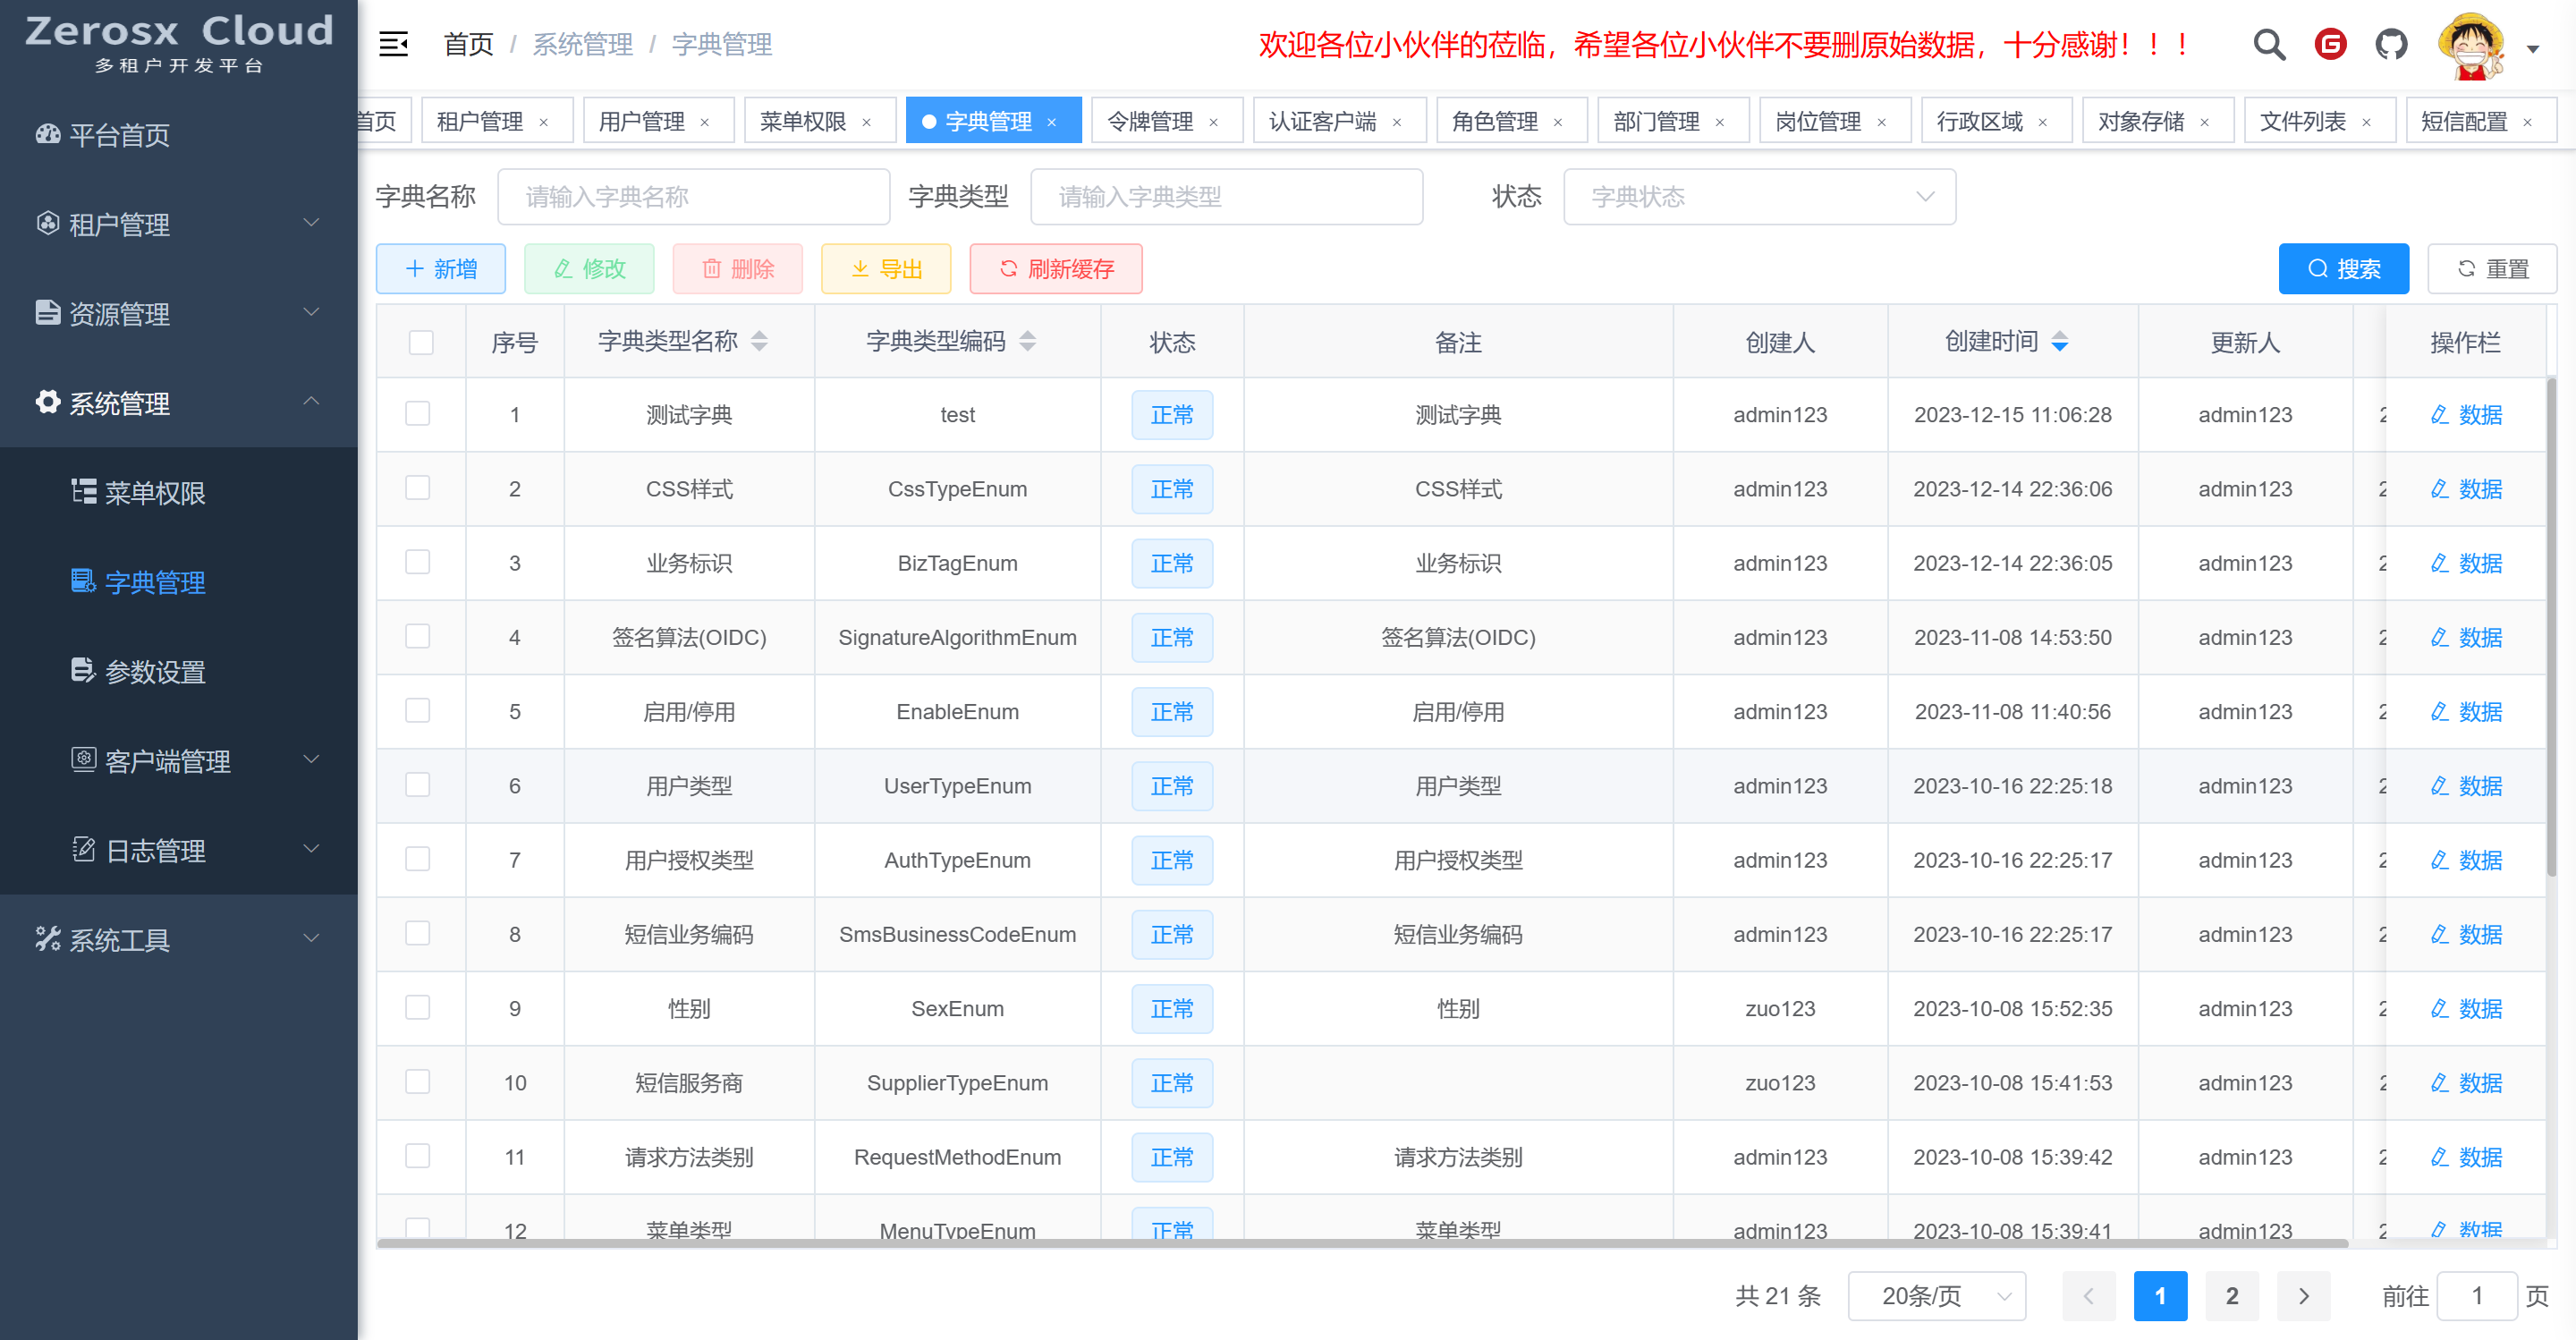 Zerosx Cloud
多租户开发平台
平台首页
租户管理
资源管理
系统管理
菜单权限
字典管理
参数设置
客户端管理
日志管理
系统工具
首页 / 系统管理 / 字典管理
欢迎各位小伙伴的莅临，希望各位小伙伴不要删原始数据，十分感谢！！！
首页 租户管理 × 用户管理 × 菜单权限 × 字典管理 × 令牌管理 × 认证客户端 × 角色管理 × 部门管理 × 岗位管理 × 行政区域 × 对象存储 × 文件列表 × 短信配置 ×
字典名称 请输入字典名称 字典类型 请输入字典类型 状态 字典状态
新增 修改 删除 导出 刷新缓存 搜索 重置
序号 字典类型名称 字典类型编码 状态 备注 创建人 创建时间 更新人 操作栏
1 测试字典 test 正常 测试字典 admin123 2023-12-15 11:06:28 admin123 2 数据
2 CSS样式 CssTypeEnum 正常 CSS样式 admin123 2023-12-14 22:36:06 admin123 2 数据
3 业务标识 BizTagEnum 正常 业务标识 admin123 2023-12-14 22:36:05 admin123 2 数据
4 签名算法(OIDC) SignatureAlgorithmEnum 正常 签名算法(OIDC) admin123 2023-11-08 14:53:50 admin123 2 数据
5 启用/停用 EnableEnum 正常 启用/停用 admin123 2023-11-08 11:40:56 admin123 2 数据
6 用户类型 UserTypeEnum 正常 用户类型 admin123 2023-10-16 22:25:18 admin123 2 数据
7 用户授权类型 AuthTypeEnum 正常 用户授权类型 admin123 2023-10-16 22:25:17 admin123 2 数据
8 短信业务编码 SmsBusinessCodeEnum 正常 短信业务编码 admin123 2023-10-16 22:25:17 admin123 2 数据
9 性别 SexEnum 正常 性别 zuo123 2023-10-08 15:52:35 admin123 2 数据
10 短信服务商 SupplierTypeEnum 正常 zuo123 2023-10-08 15:41:53 admin123 2 数据
11 请求方法类别 RequestMethodEnum 正常 请求方法类别 admin123 2023-10-08 15:39:42 admin123 2 数据
12 菜单类型 MenuTypeEnum 正常 菜单类型 admin123 2023-10-08 15:39:41 admin123 2 数据
共 21 条 20条/页 1 2 前往 1 页